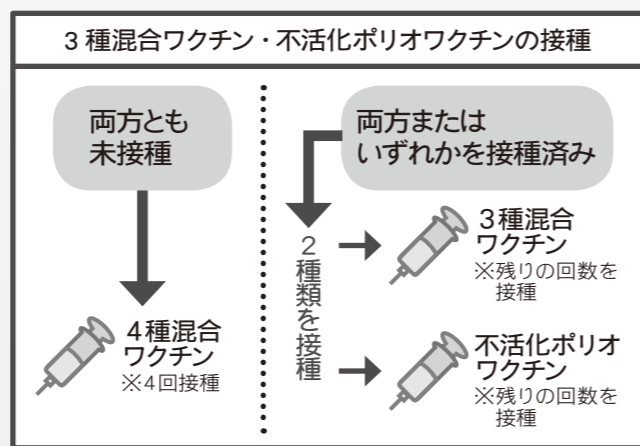 3種混合ワクチン・不活化ポリオワクチンの接種
両方とも
未接種
4種混合
ワクチン
※4回接種
両方または
いずれかを接種済み
2種類を接種
3種混合
ワクチン
※残りの回数を
接種
不活化ポリオ
ワクチン
※残りの回数を
接種